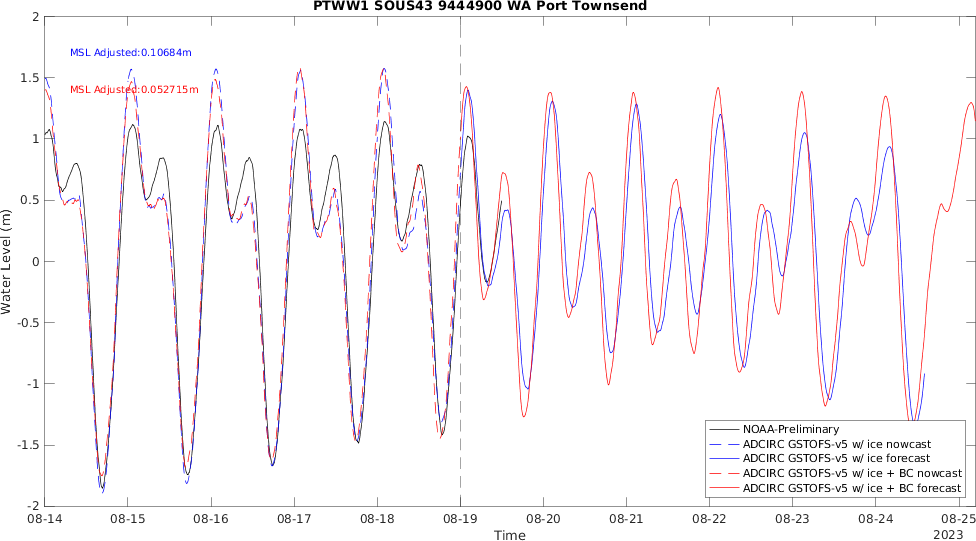 PTWW1 SOUS43 9444900 WA Port Townsend
2
1.5
1
0.5
0
-0.5
-1
-1.5
-2
Water Level (m)
MSL Adjusted:0.10684m
MSL Adjusted:0.052715m
NOAA-Preliminary
ADCIRC GSTOFS-v5 w/ ice nowcast
ADCIRC GSTOFS-v5 w/ ice forecast
ADCIRC GSTOFS-v5 w/ ice + BC nowcast
ADCIRC GSTOFS-v5 w/ ice + BC forecast
08-14 08-15 08-16 08-17 08-18 08-19 08-20 08-21 08-22 08-23 08-24 08-25
Time
2023